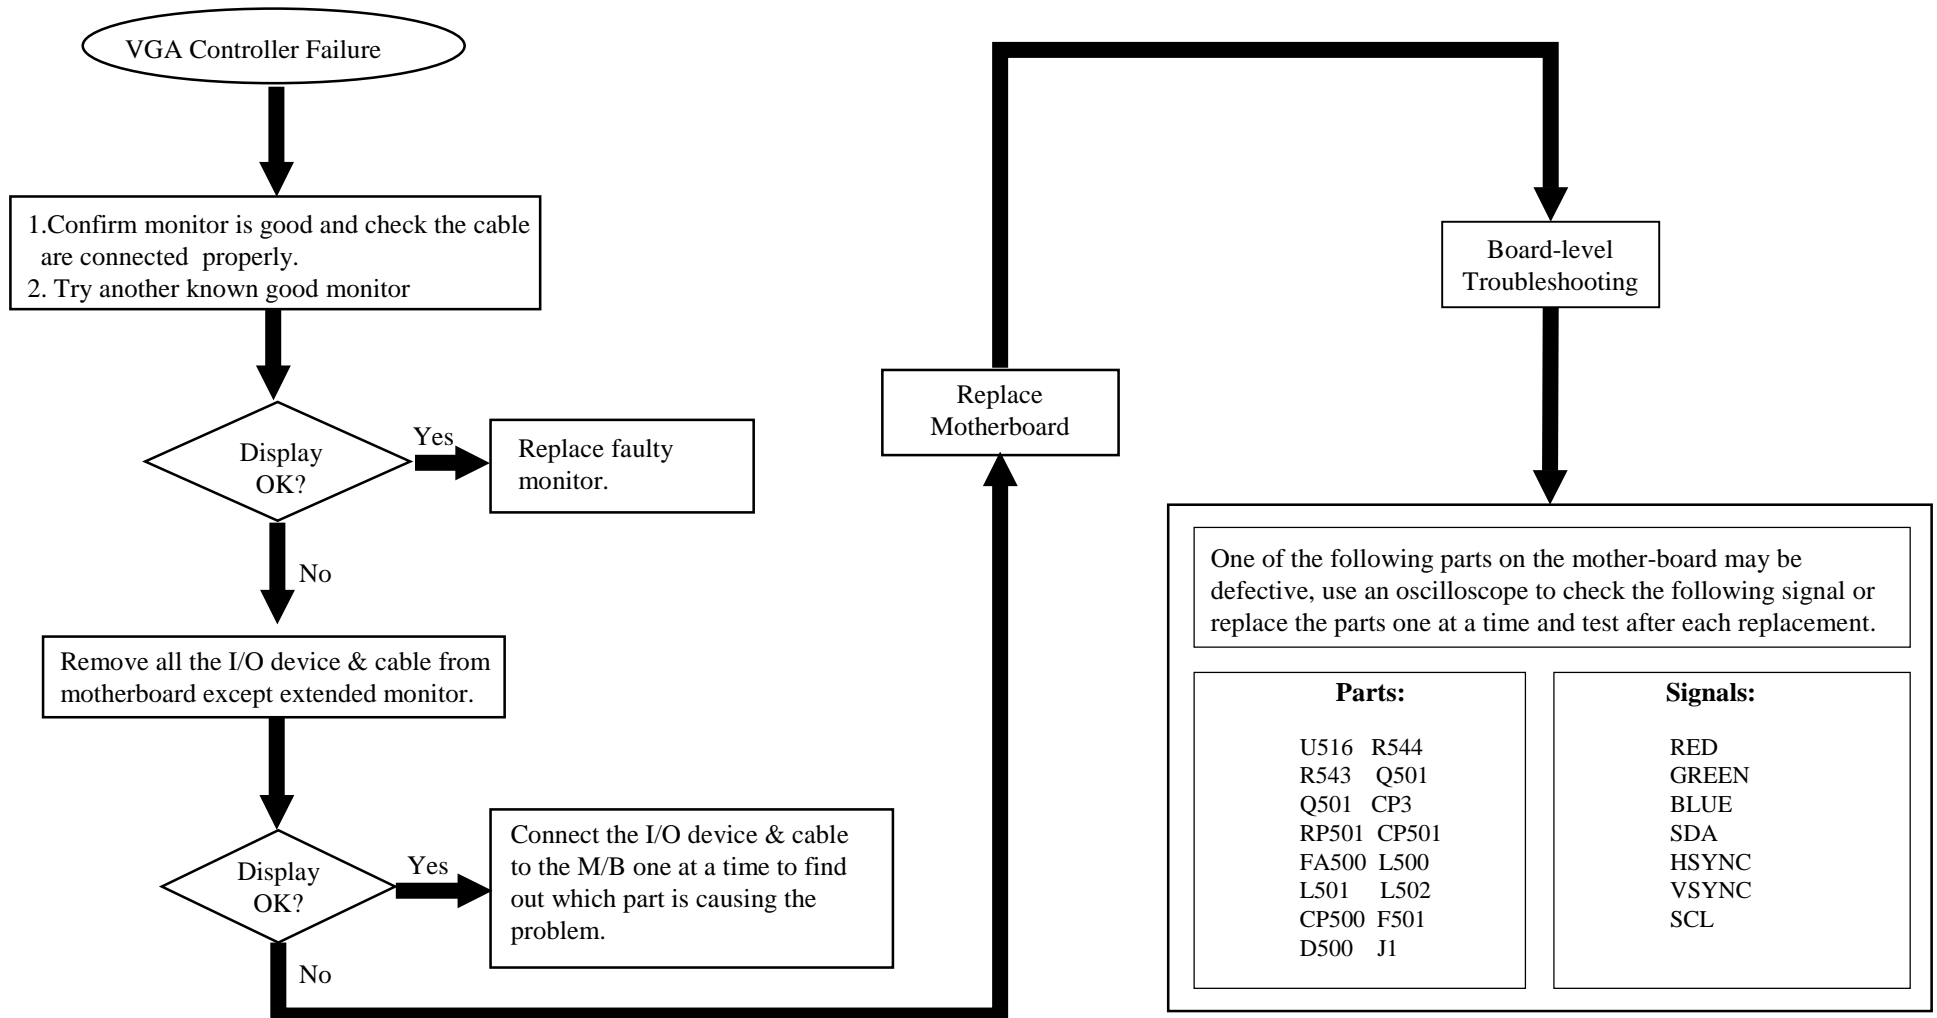 VGA Controller Failure
1.Confirm monitor is good and check the cable
are connected properly.
2. Try another known good monitor
Display
OK?
Yes
Replace faulty
monitor.
No
Remove all the I/O device & cable from
motherboard except extended monitor.
Display
OK?
Yes
Connect the I/O device & cable
to the M/B one at a time to find
out which part is causing the
problem.
No
Replace
Motherboard
Board-level
Troubleshooting
One of the following parts on the mother-board may be
defective, use an oscilloscope to check the following signal or
replace the parts one at a time and test after each replacement.
Parts:
U516 R544
R543 Q501
Q501 CP3
RP501 CP501
FA500 L500
L501 L502
CP500 F501
D500 J1
Signals:
RED
GREEN
BLUE
SDA
HSYNC
VSYNC
SCL